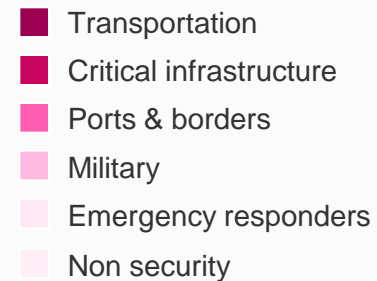 Transportation
Critical infrastructure
Ports & borders
Military
Emergency responders
Non security